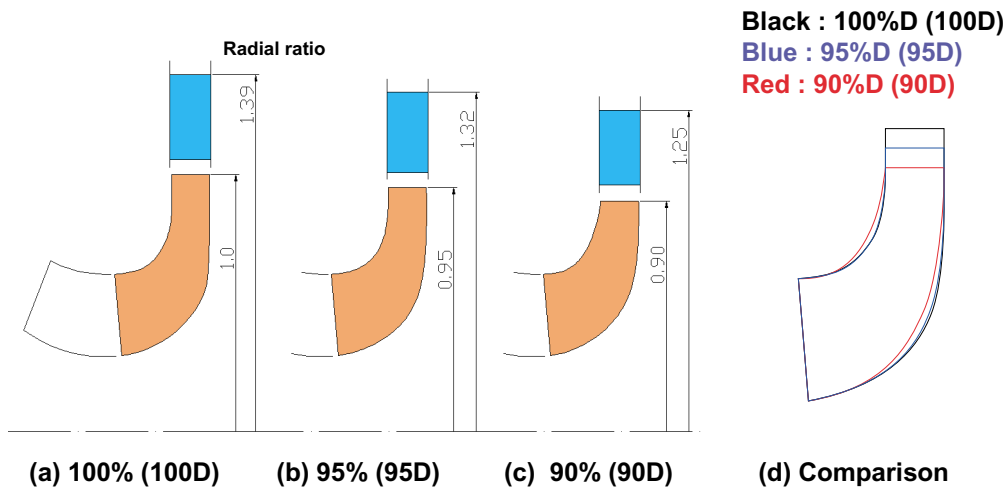 Black : 100%D (100D)
Blue : 95%D (95D)
Red : 90%D (90D)
Radial ratio
1.39
1.0
1.32
0.95
1.25
0.90
(a) 100% (100D)
(b) 95% (95D)
(c) 90% (90D)
(d) Comparison